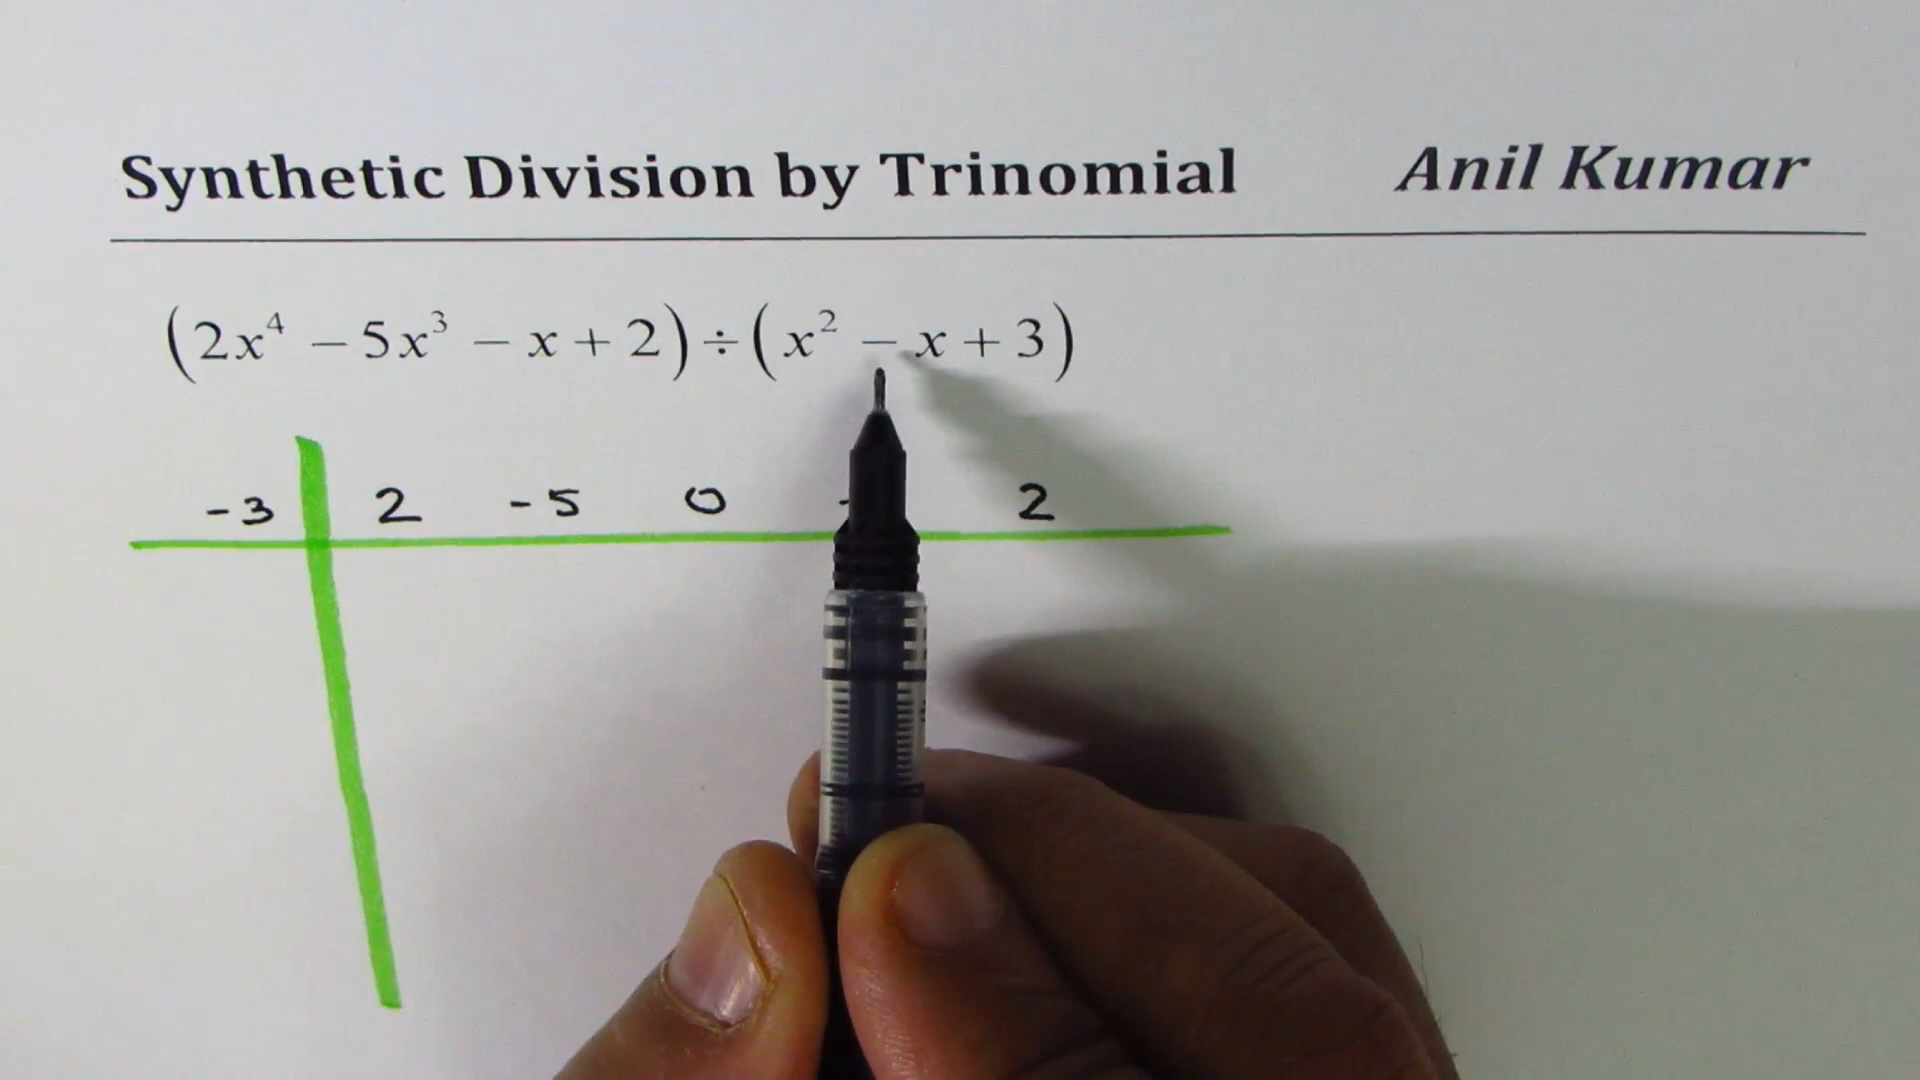 Synthetic Division by Trinomial Anil Kumar
(2x⁴ − 5x³ − x + 2) ÷ (x² − x + 3)
-3 2 -5 0 - 2